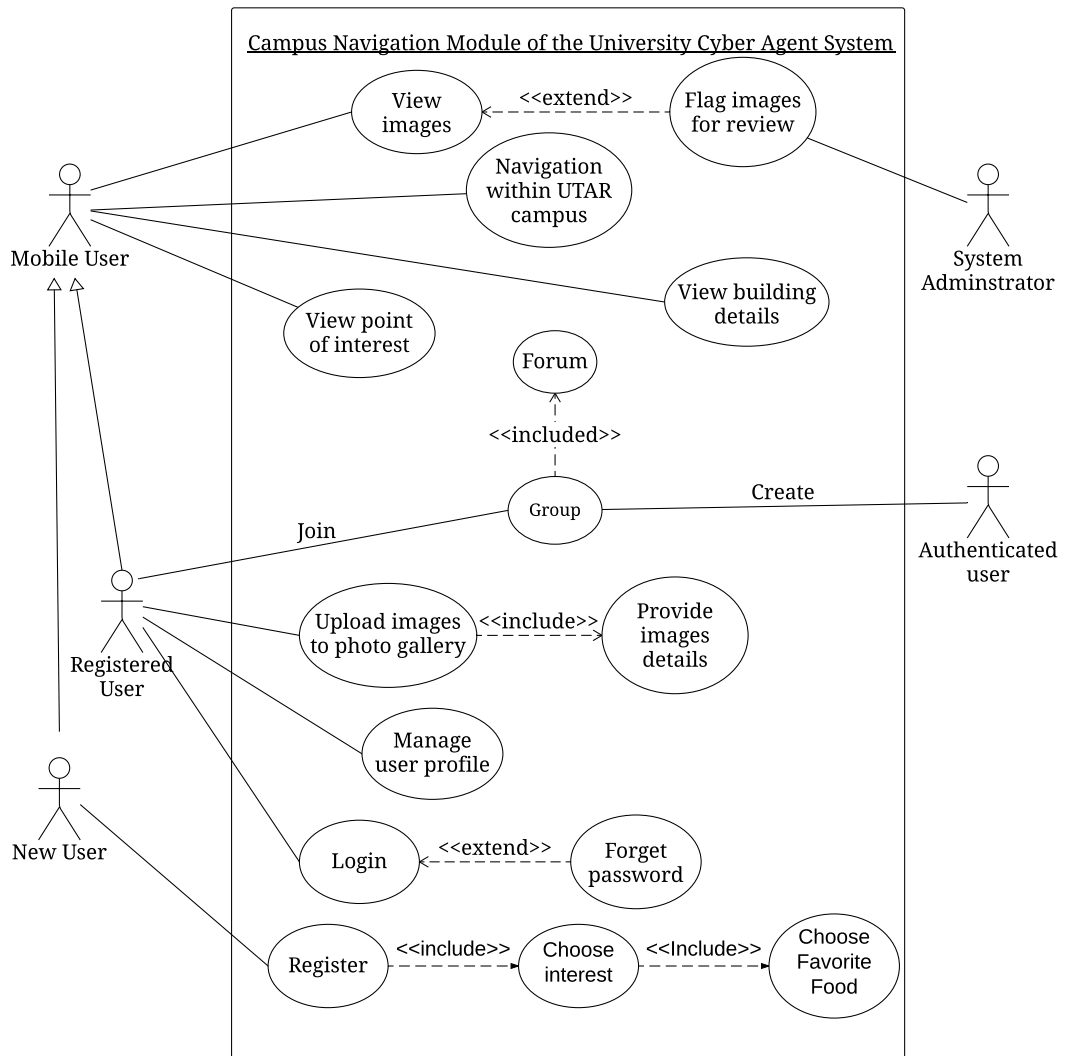 Campus Navigation Module of the University Cyber Agent System
View
images
<<extend>>
Flag images
for review
Navigation
within UTAR
campus
Mobile User
System
Adminstrator
View building
details
View point
of interest
Forum
<<included>>
Group
Create
Join
Authenticated
user
Upload images
to photo gallery
<<include>>
Provide
images
details
Registered
User
Manage
user profile
New User
Login
<<extend>>
Forget
password
Register
<<include>>
Choose
interest
<<Include>>
Choose
Favorite
Food